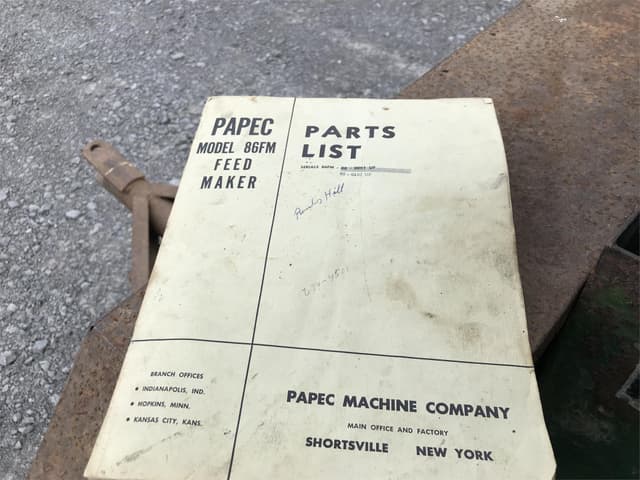 PAPEC
MODEL 86FM
FEED
MAKER
PARTS
LIST
BRANCH OFFICES
• INDIANAPOLIS, IND.
• HOPKINS, MINN.
• KANSAS CITY, KANS.
PAPEC MACHINE COMPANY
MAIN OFFICE AND FACTORY
SHORTSVILLE NEW YORK